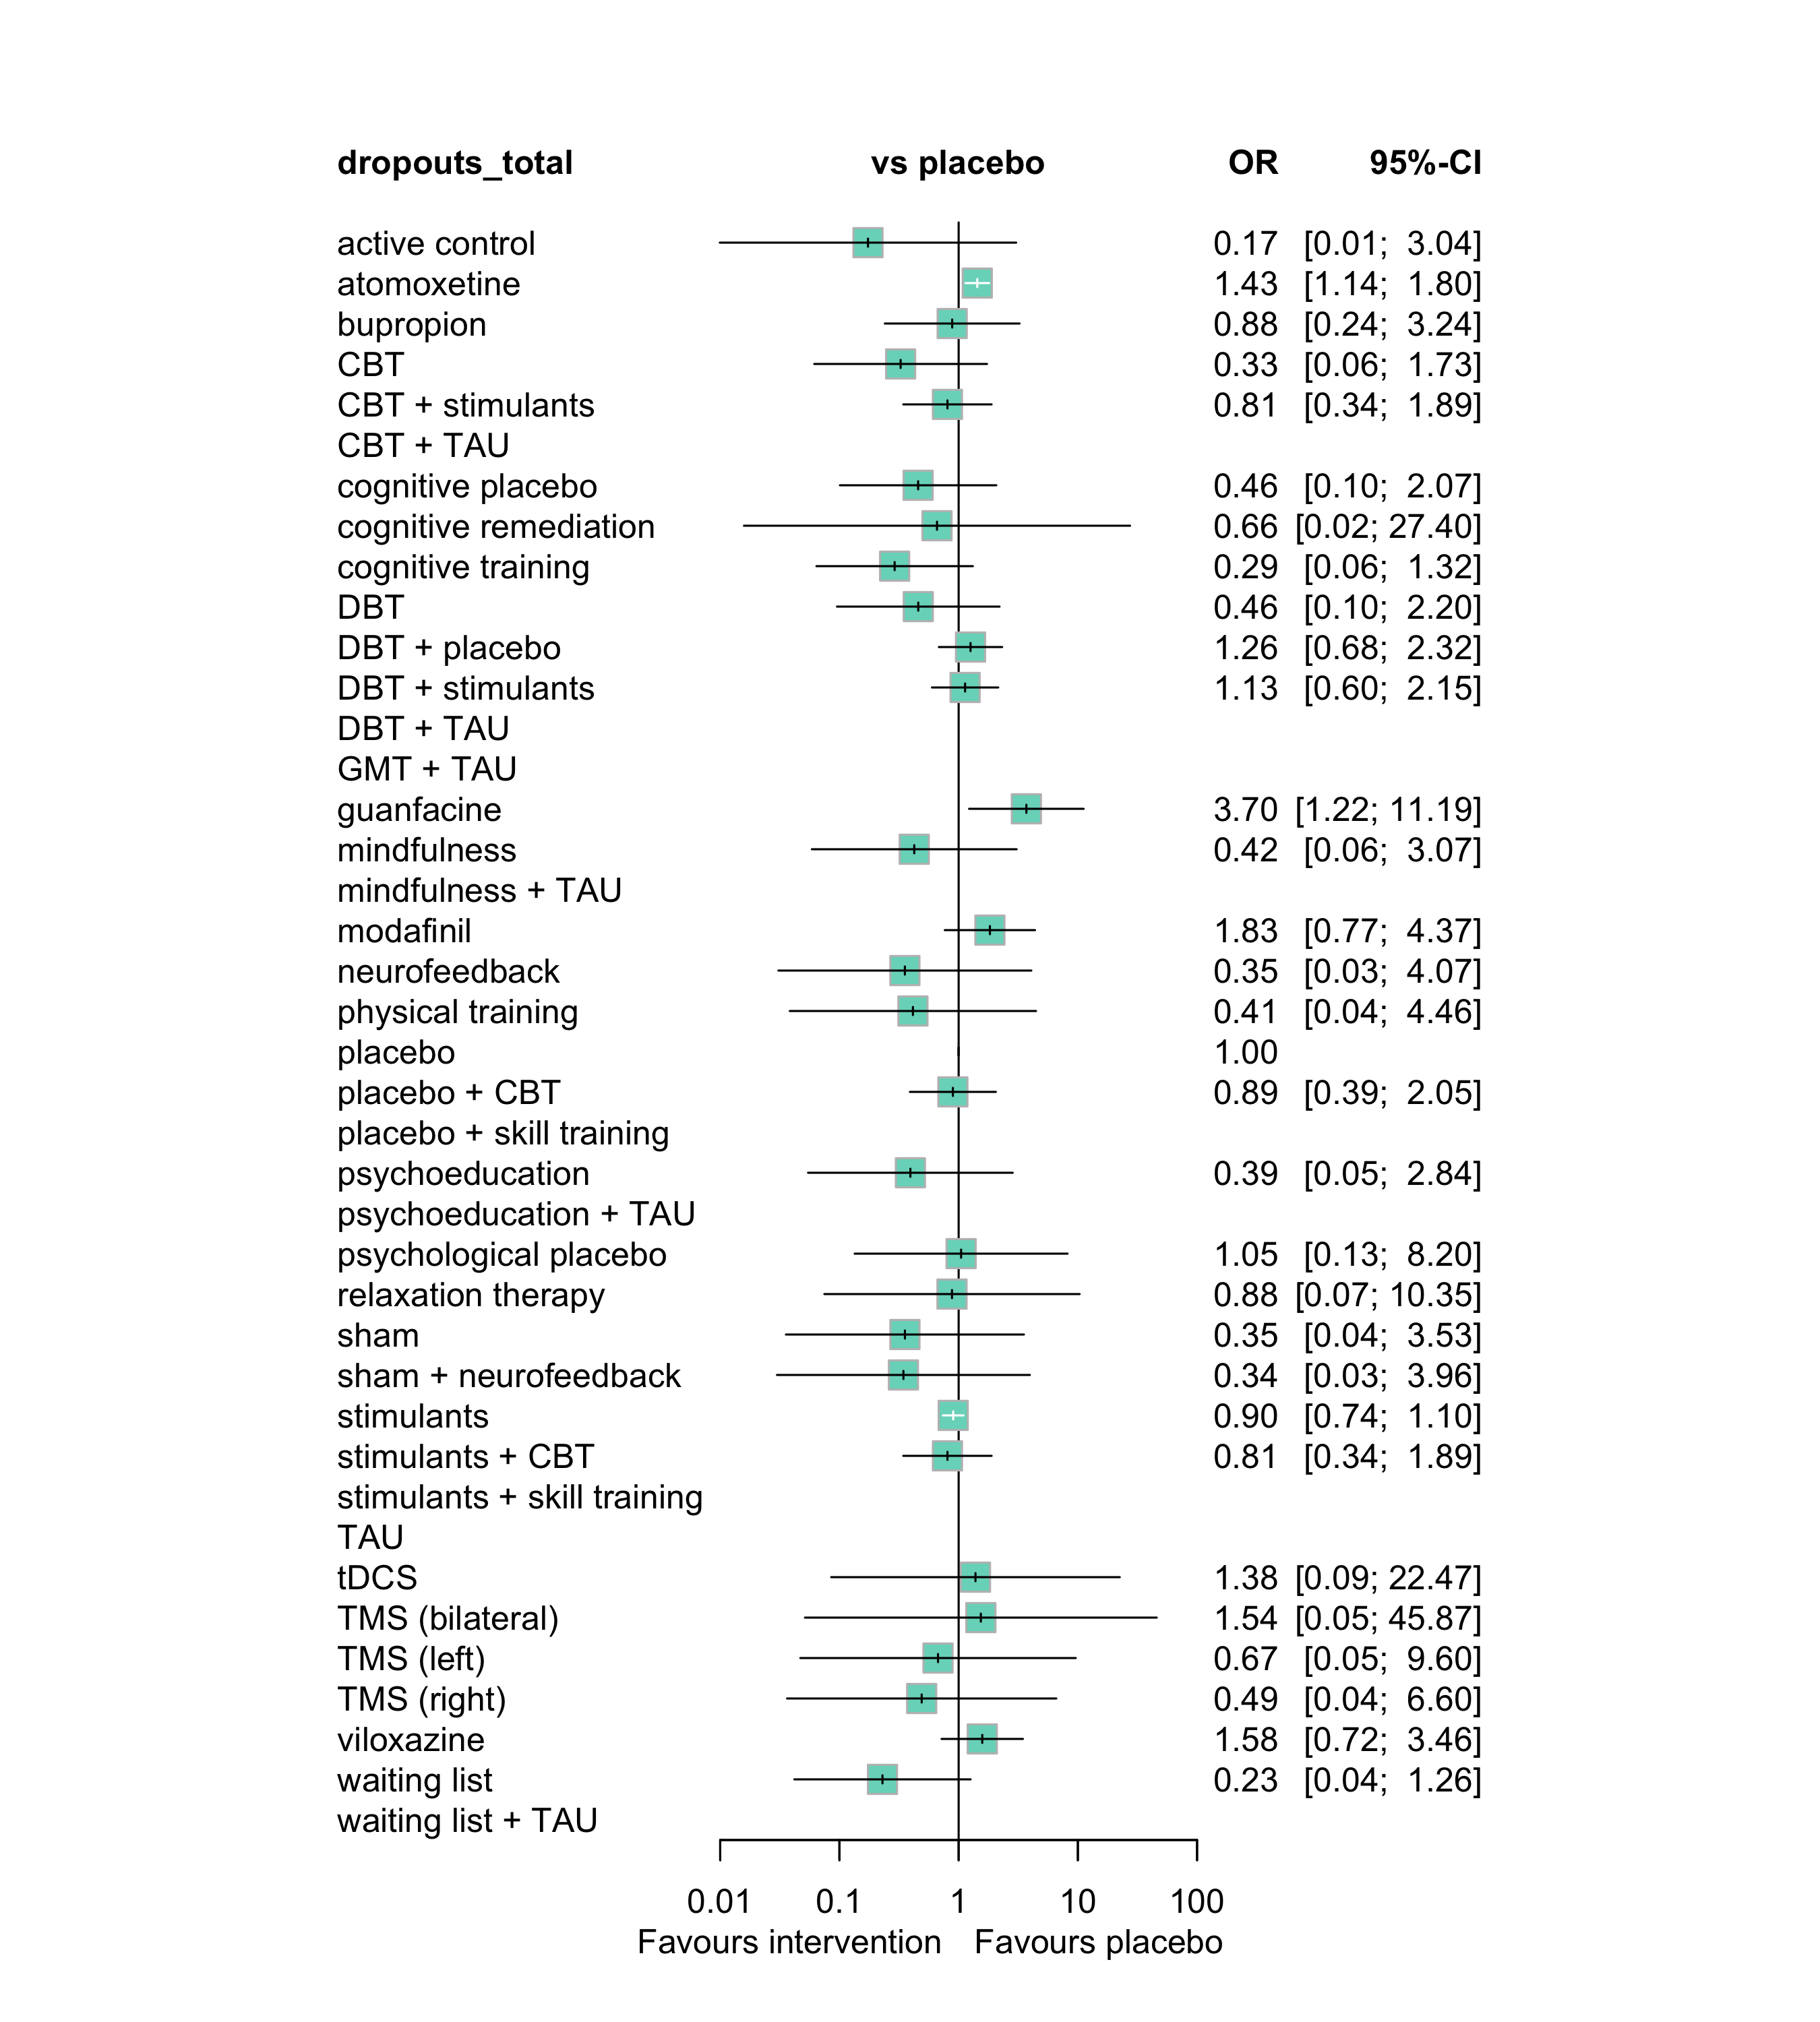 dropouts_total vs placebo OR 95%-CI
active control 0.17 [0.01; 3.04]
atomoxetine 1.43 [1.14; 1.80]
bupropion 0.88 [0.24; 3.24]
CBT 0.33 [0.06; 1.73]
CBT + stimulants 0.81 [0.34; 1.89]
CBT + TAU
cognitive placebo 0.46 [0.10; 2.07]
cognitive remediation 0.66 [0.02; 27.40]
cognitive training 0.29 [0.06; 1.32]
DBT 0.46 [0.10; 2.20]
DBT + placebo 1.26 [0.68; 2.32]
DBT + stimulants 1.13 [0.60; 2.15]
DBT + TAU
GMT + TAU
guanfacine 3.70 [1.22; 11.19]
mindfulness 0.42 [0.06; 3.07]
mindfulness + TAU
modafinil 1.83 [0.77; 4.37]
neurofeedback 0.35 [0.03; 4.07]
physical training 0.41 [0.04; 4.46]
placebo 1.00
placebo + CBT 0.89 [0.39; 2.05]
placebo + skill training
psychoeducation 0.39 [0.05; 2.84]
psychoeducation + TAU
psychological placebo 1.05 [0.13; 8.20]
relaxation therapy 0.88 [0.07; 10.35]
sham 0.35 [0.04; 3.53]
sham + neurofeedback 0.34 [0.03; 3.96]
stimulants 0.90 [0.74; 1.10]
stimulants + CBT 0.81 [0.34; 1.89]
stimulants + skill training
TAU
tDCS 1.38 [0.09; 22.47]
TMS (bilateral) 1.54 [0.05; 45.87]
TMS (left) 0.67 [0.05; 9.60]
TMS (right) 0.49 [0.04; 6.60]
viloxazine 1.58 [0.72; 3.46]
waiting list 0.23 [0.04; 1.26]
waiting list + TAU
0.01 0.1 1 10 100
Favours intervention Favours placebo